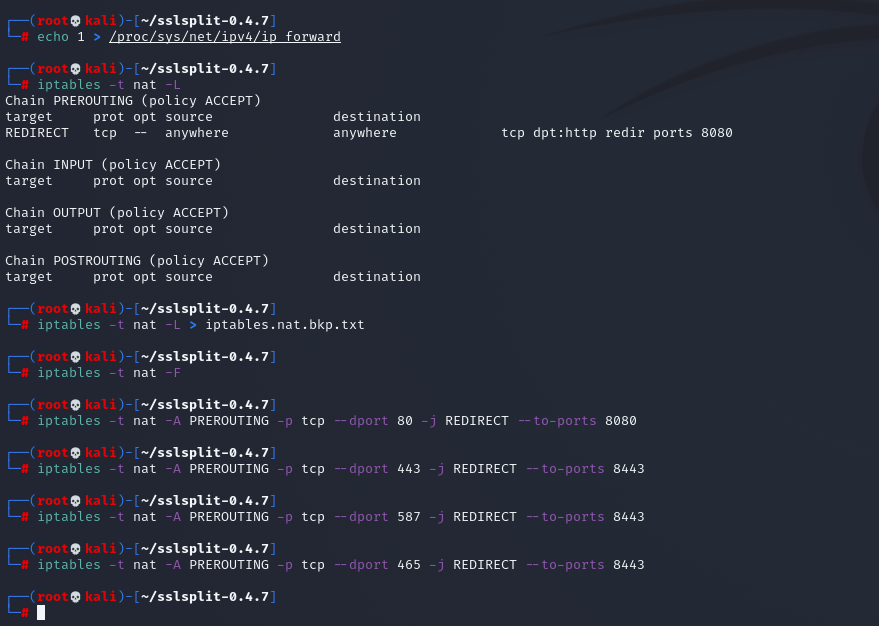 ┌──(root💀kali)-[~/sslsplit-0.4.7]
└─# echo 1 > /proc/sys/net/ipv4/ip_forward
┌──(root💀kali)-[~/sslsplit-0.4.7]
└─# iptables -t nat -L
Chain PREROUTING (policy ACCEPT)
target     prot opt source               destination
REDIRECT   tcp  --  anywhere             anywhere             tcp dpt:http redir ports 8080
Chain INPUT (policy ACCEPT)
target     prot opt source               destination
Chain OUTPUT (policy ACCEPT)
target     prot opt source               destination
Chain POSTROUTING (policy ACCEPT)
target     prot opt source               destination
┌──(root💀kali)-[~/sslsplit-0.4.7]
└─# iptables -t nat -L > iptables.nat.bkp.txt
┌──(root💀kali)-[~/sslsplit-0.4.7]
└─# iptables -t nat -F
┌──(root💀kali)-[~/sslsplit-0.4.7]
└─# iptables -t nat -A PREROUTING -p tcp --dport 80 -j REDIRECT --to-ports 8080
┌──(root💀kali)-[~/sslsplit-0.4.7]
└─# iptables -t nat -A PREROUTING -p tcp --dport 443 -j REDIRECT --to-ports 8443
┌──(root💀kali)-[~/sslsplit-0.4.7]
└─# iptables -t nat -A PREROUTING -p tcp --dport 587 -j REDIRECT --to-ports 8443
┌──(root💀kali)-[~/sslsplit-0.4.7]
└─# iptables -t nat -A PREROUTING -p tcp --dport 465 -j REDIRECT --to-ports 8443
┌──(root💀kali)-[~/sslsplit-0.4.7]
└─#